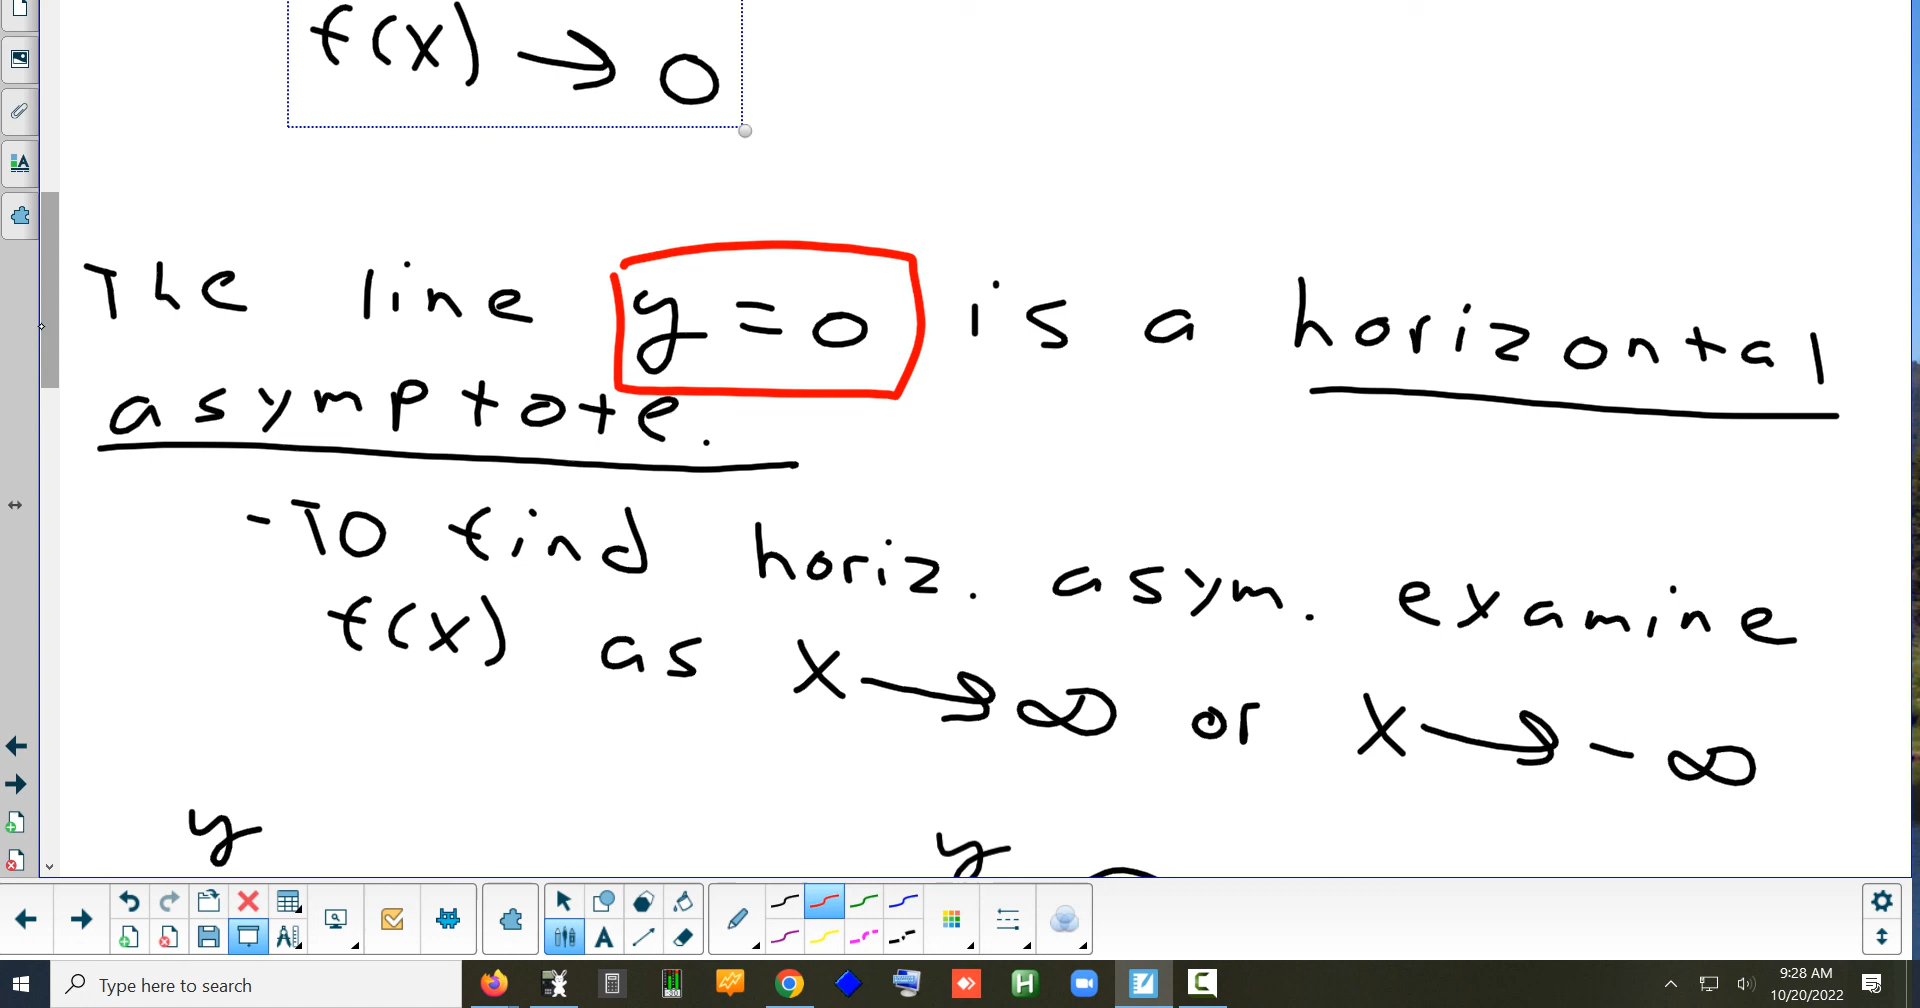 f(x) → 0
The line y = 0 is a horizontal
asymptote.
- To find horiz. asym. examine
f(x) as x → ∞ or x → - ∞
y
y
Type here to search
9:28 AM
10/20/2022